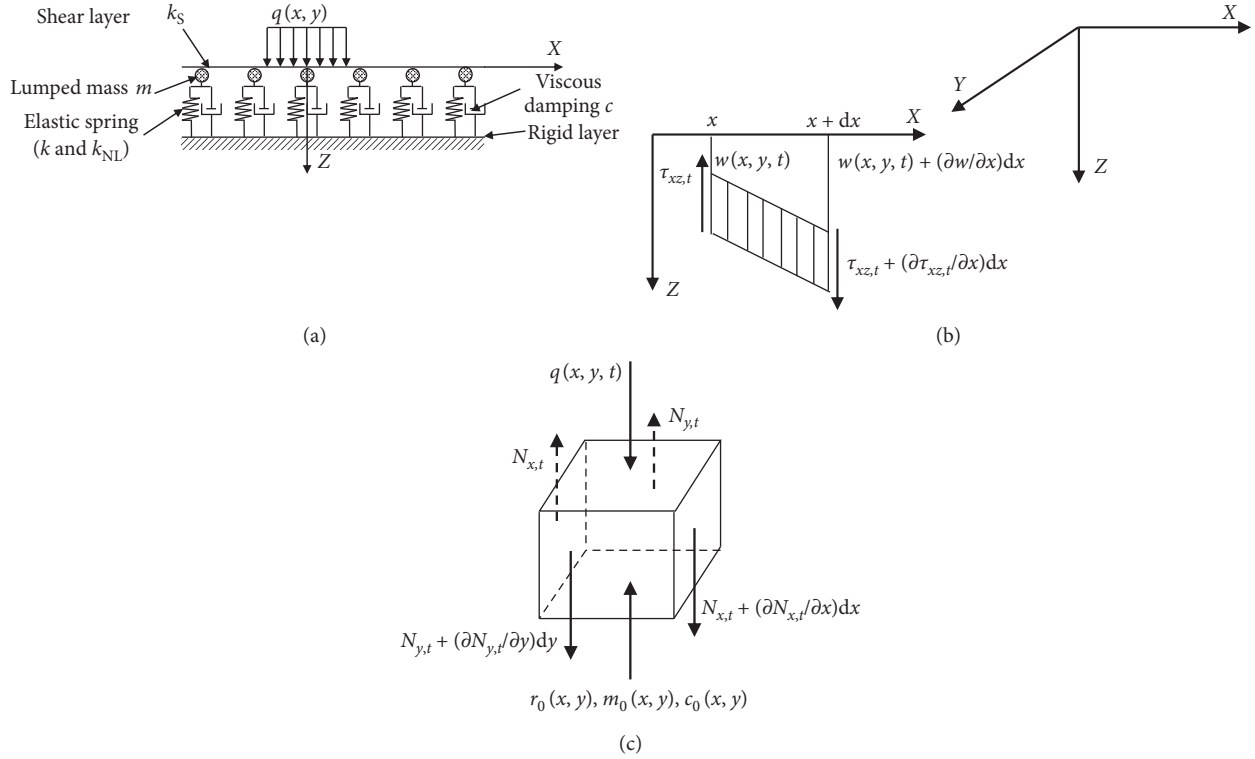 Shear layer
k_S
q(x, y)
X
Lumped mass m
Viscous
damping c
Elastic spring
(k and k_NL)
Rigid layer
Z
(a)
X
Y
Z
x
x + dx
X
τ_xz,t
w(x, y, t)
w(x, y, t) + (∂w/∂x)dx
τ_xz,t + (∂τ_xz,t/∂x)dx
Z
(b)
q(x, y, t)
N_y,t
N_x,t
N_x,t + (∂N_x,t/∂x)dx
N_y,t + (∂N_y,t/∂y)dy
r_0(x, y), m_0(x, y), c_0(x, y)
(c)